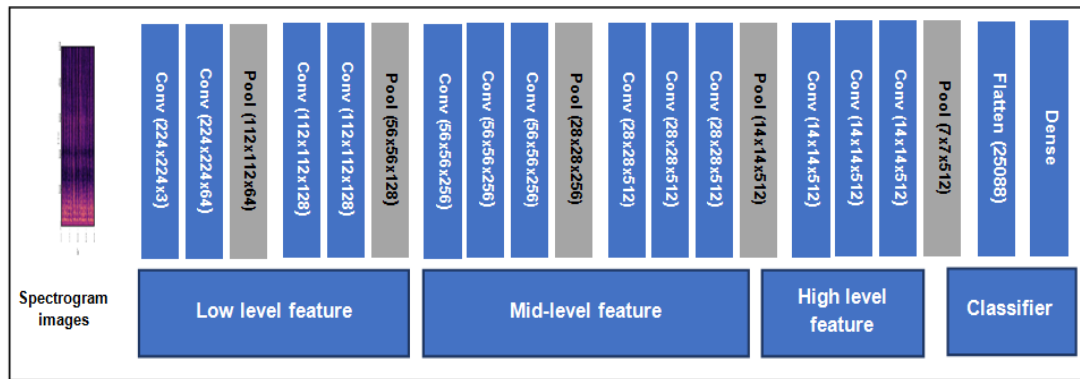 Conv (224x224x3)
Conv (224x224x64)
Pool (112x112x64)
Conv (112x112x128)
Conv (112x112x128)
Pool (56x56x128)
Conv (56x56x256)
Conv (56x56x256)
Conv (56x56x256)
Pool (28x28x256)
Conv (28x28x512)
Conv (28x28x512)
Conv (28x28x512)
Pool (14x14x512)
Conv (14x14x512)
Conv (14x14x512)
Conv (14x14x512)
Pool (7x7x512)
Flatten (25088)
Dense
Spectrogram
images
Low level feature
Mid-level feature
High level
feature
Classifier